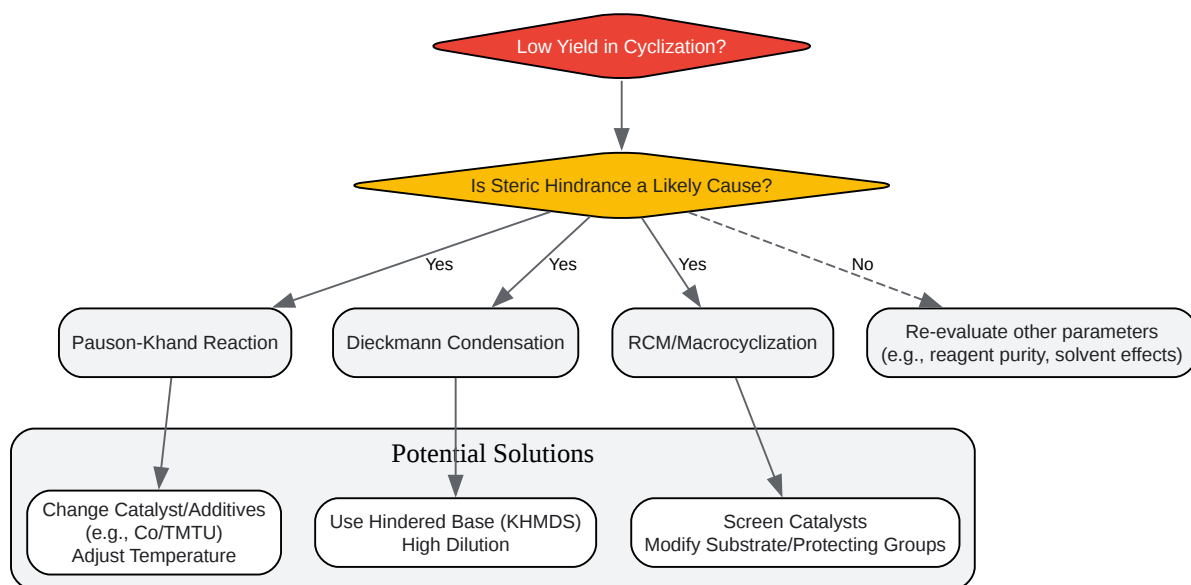 Low Yield in Cyclization?
Is Steric Hindrance a Likely Cause?
Yes
Yes
Yes
No
Pauson-Khand Reaction
Dieckmann Condensation
RCM/Macrocyclization
Re-evaluate other parameters
(e.g., reagent purity, solvent effects)
Potential Solutions
Change Catalyst/Additives
(e.g., Co/TMTU)
Adjust Temperature
Use Hindered Base (KHMDS)
High Dilution
Screen Catalysts
Modify Substrate/Protecting Groups